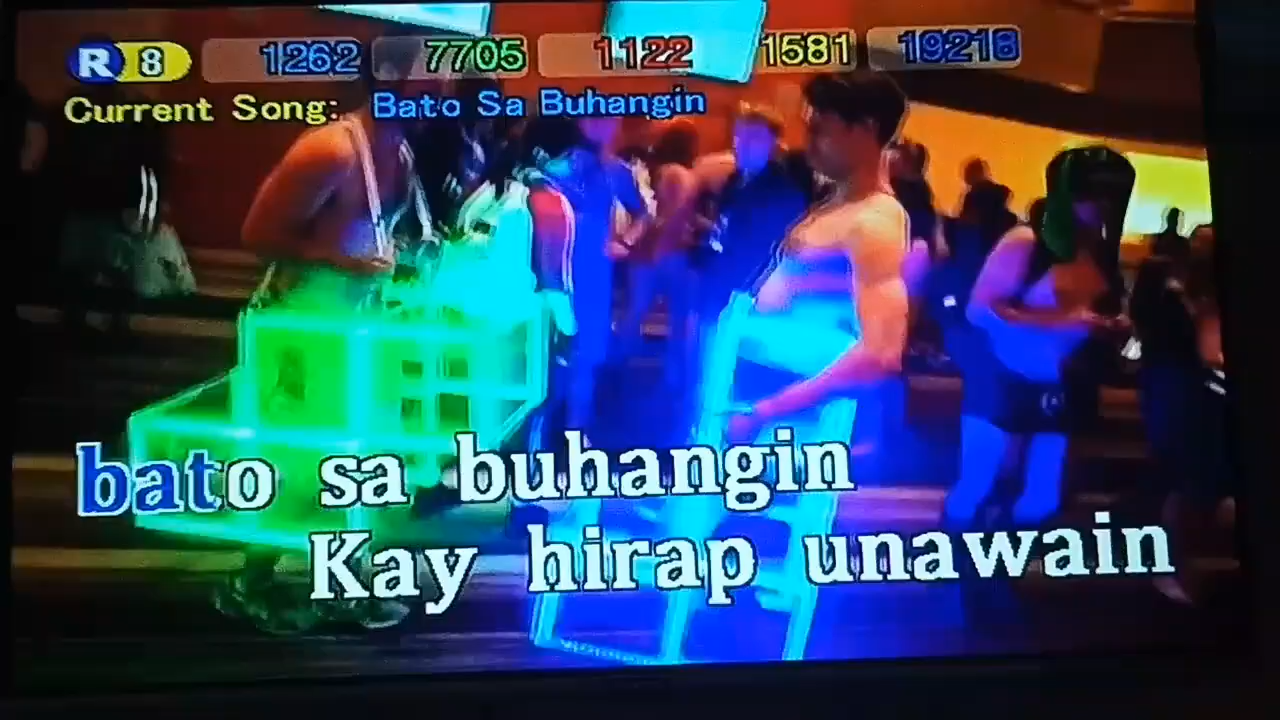 R 8 1262 7705 1122 1581 19218
Current Song: Bato Sa Buhangin
bato sa buhangin
Kay hirap unawain